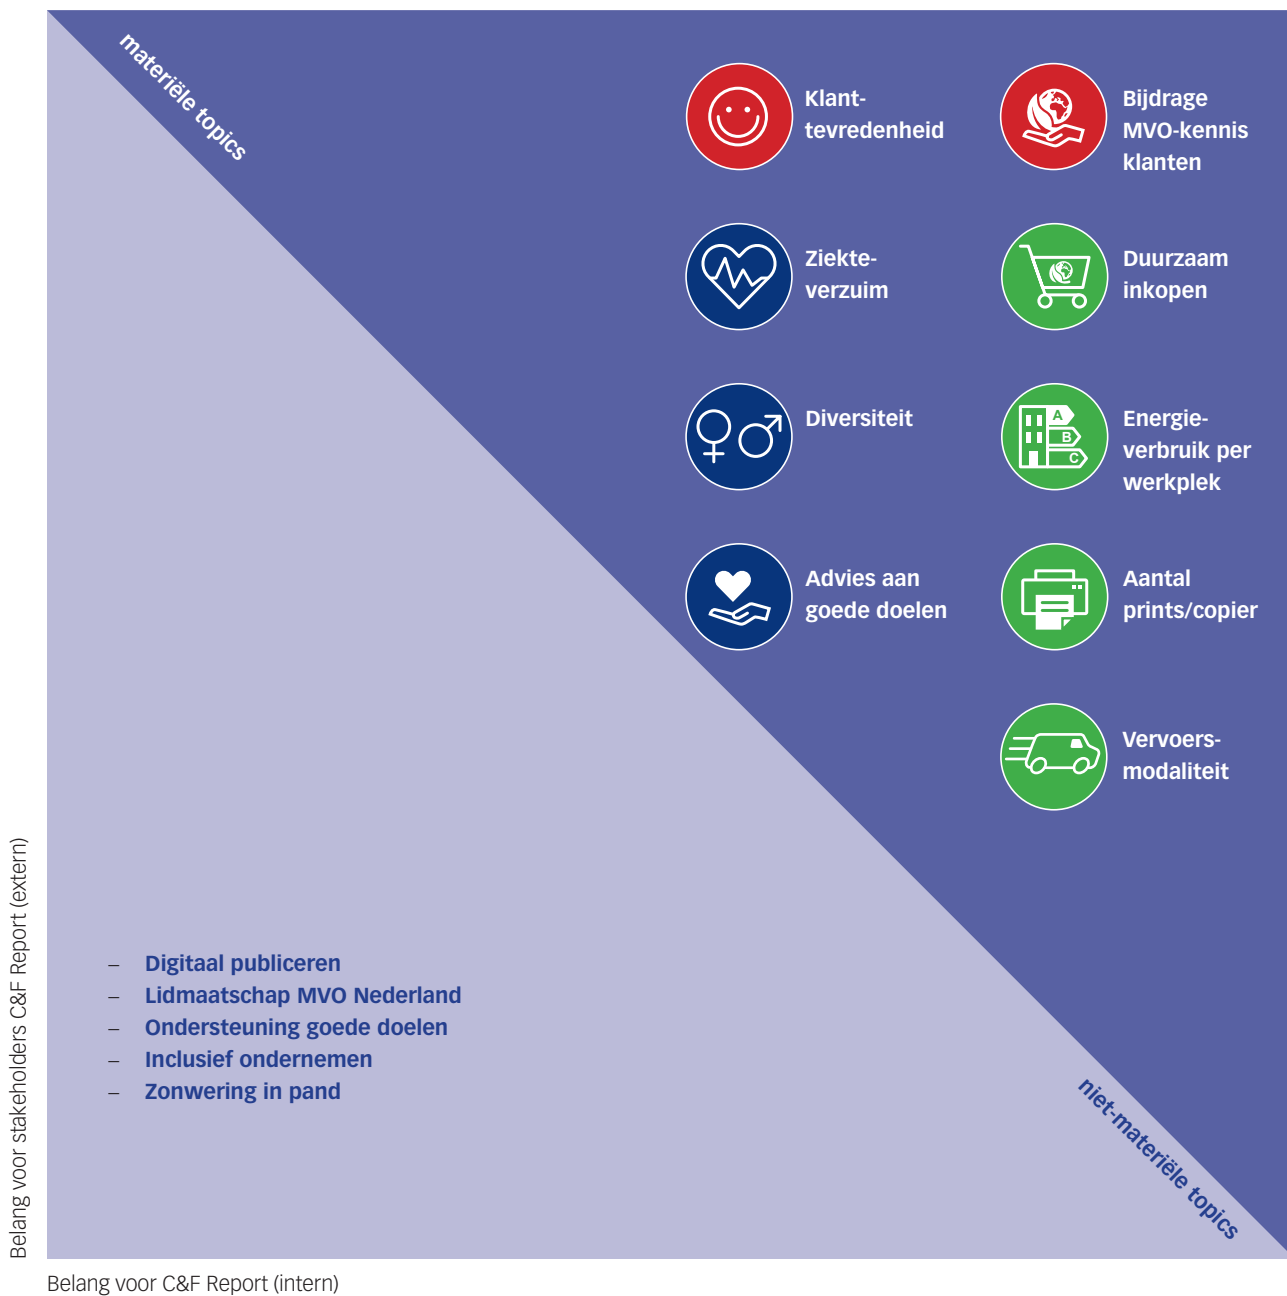 materiële topics
Klant-
tevredenheid
Bijdrage
MVO-kennis
klanten
Ziekte-
verzuim
Duurzaam
inkopen
Diversiteit
A
B
C
Energie-
verbruik per
werkplek
Advies aan
goede doelen
Aantal
prints/copier
Vervoers-
modaliteit
– Digitaal publiceren
– Lidmaatschap MVO Nederland
– Ondersteuning goede doelen
– Inclusief ondernemen
– Zonwering in pand
niet-materiële topics
Belang voor stakeholders C&F Report (extern)
Belang voor C&F Report (intern)